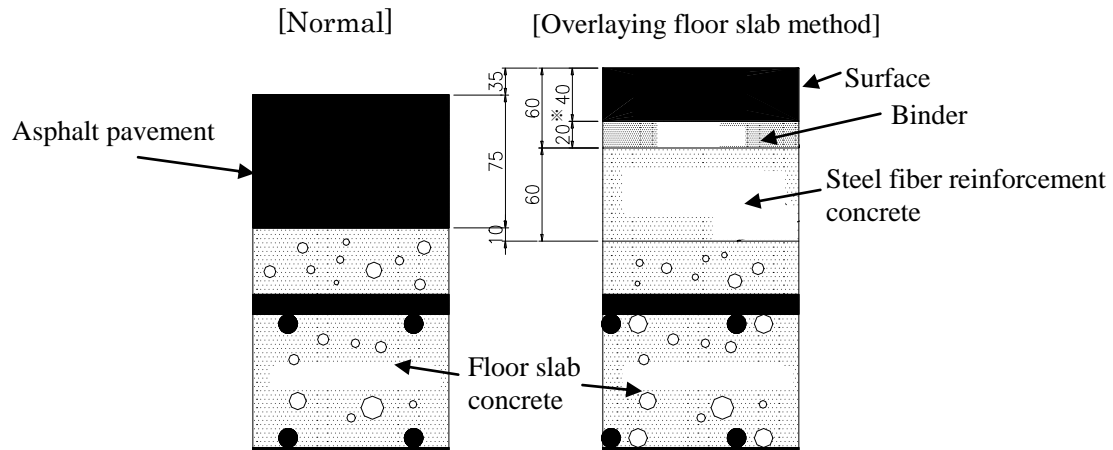 [Normal]
[Overlaying floor slab method]
Asphalt pavement
35
75
10
60
60
※40
20
Surface
Binder
Steel fiber reinforcement
concrete
Floor slab
concrete